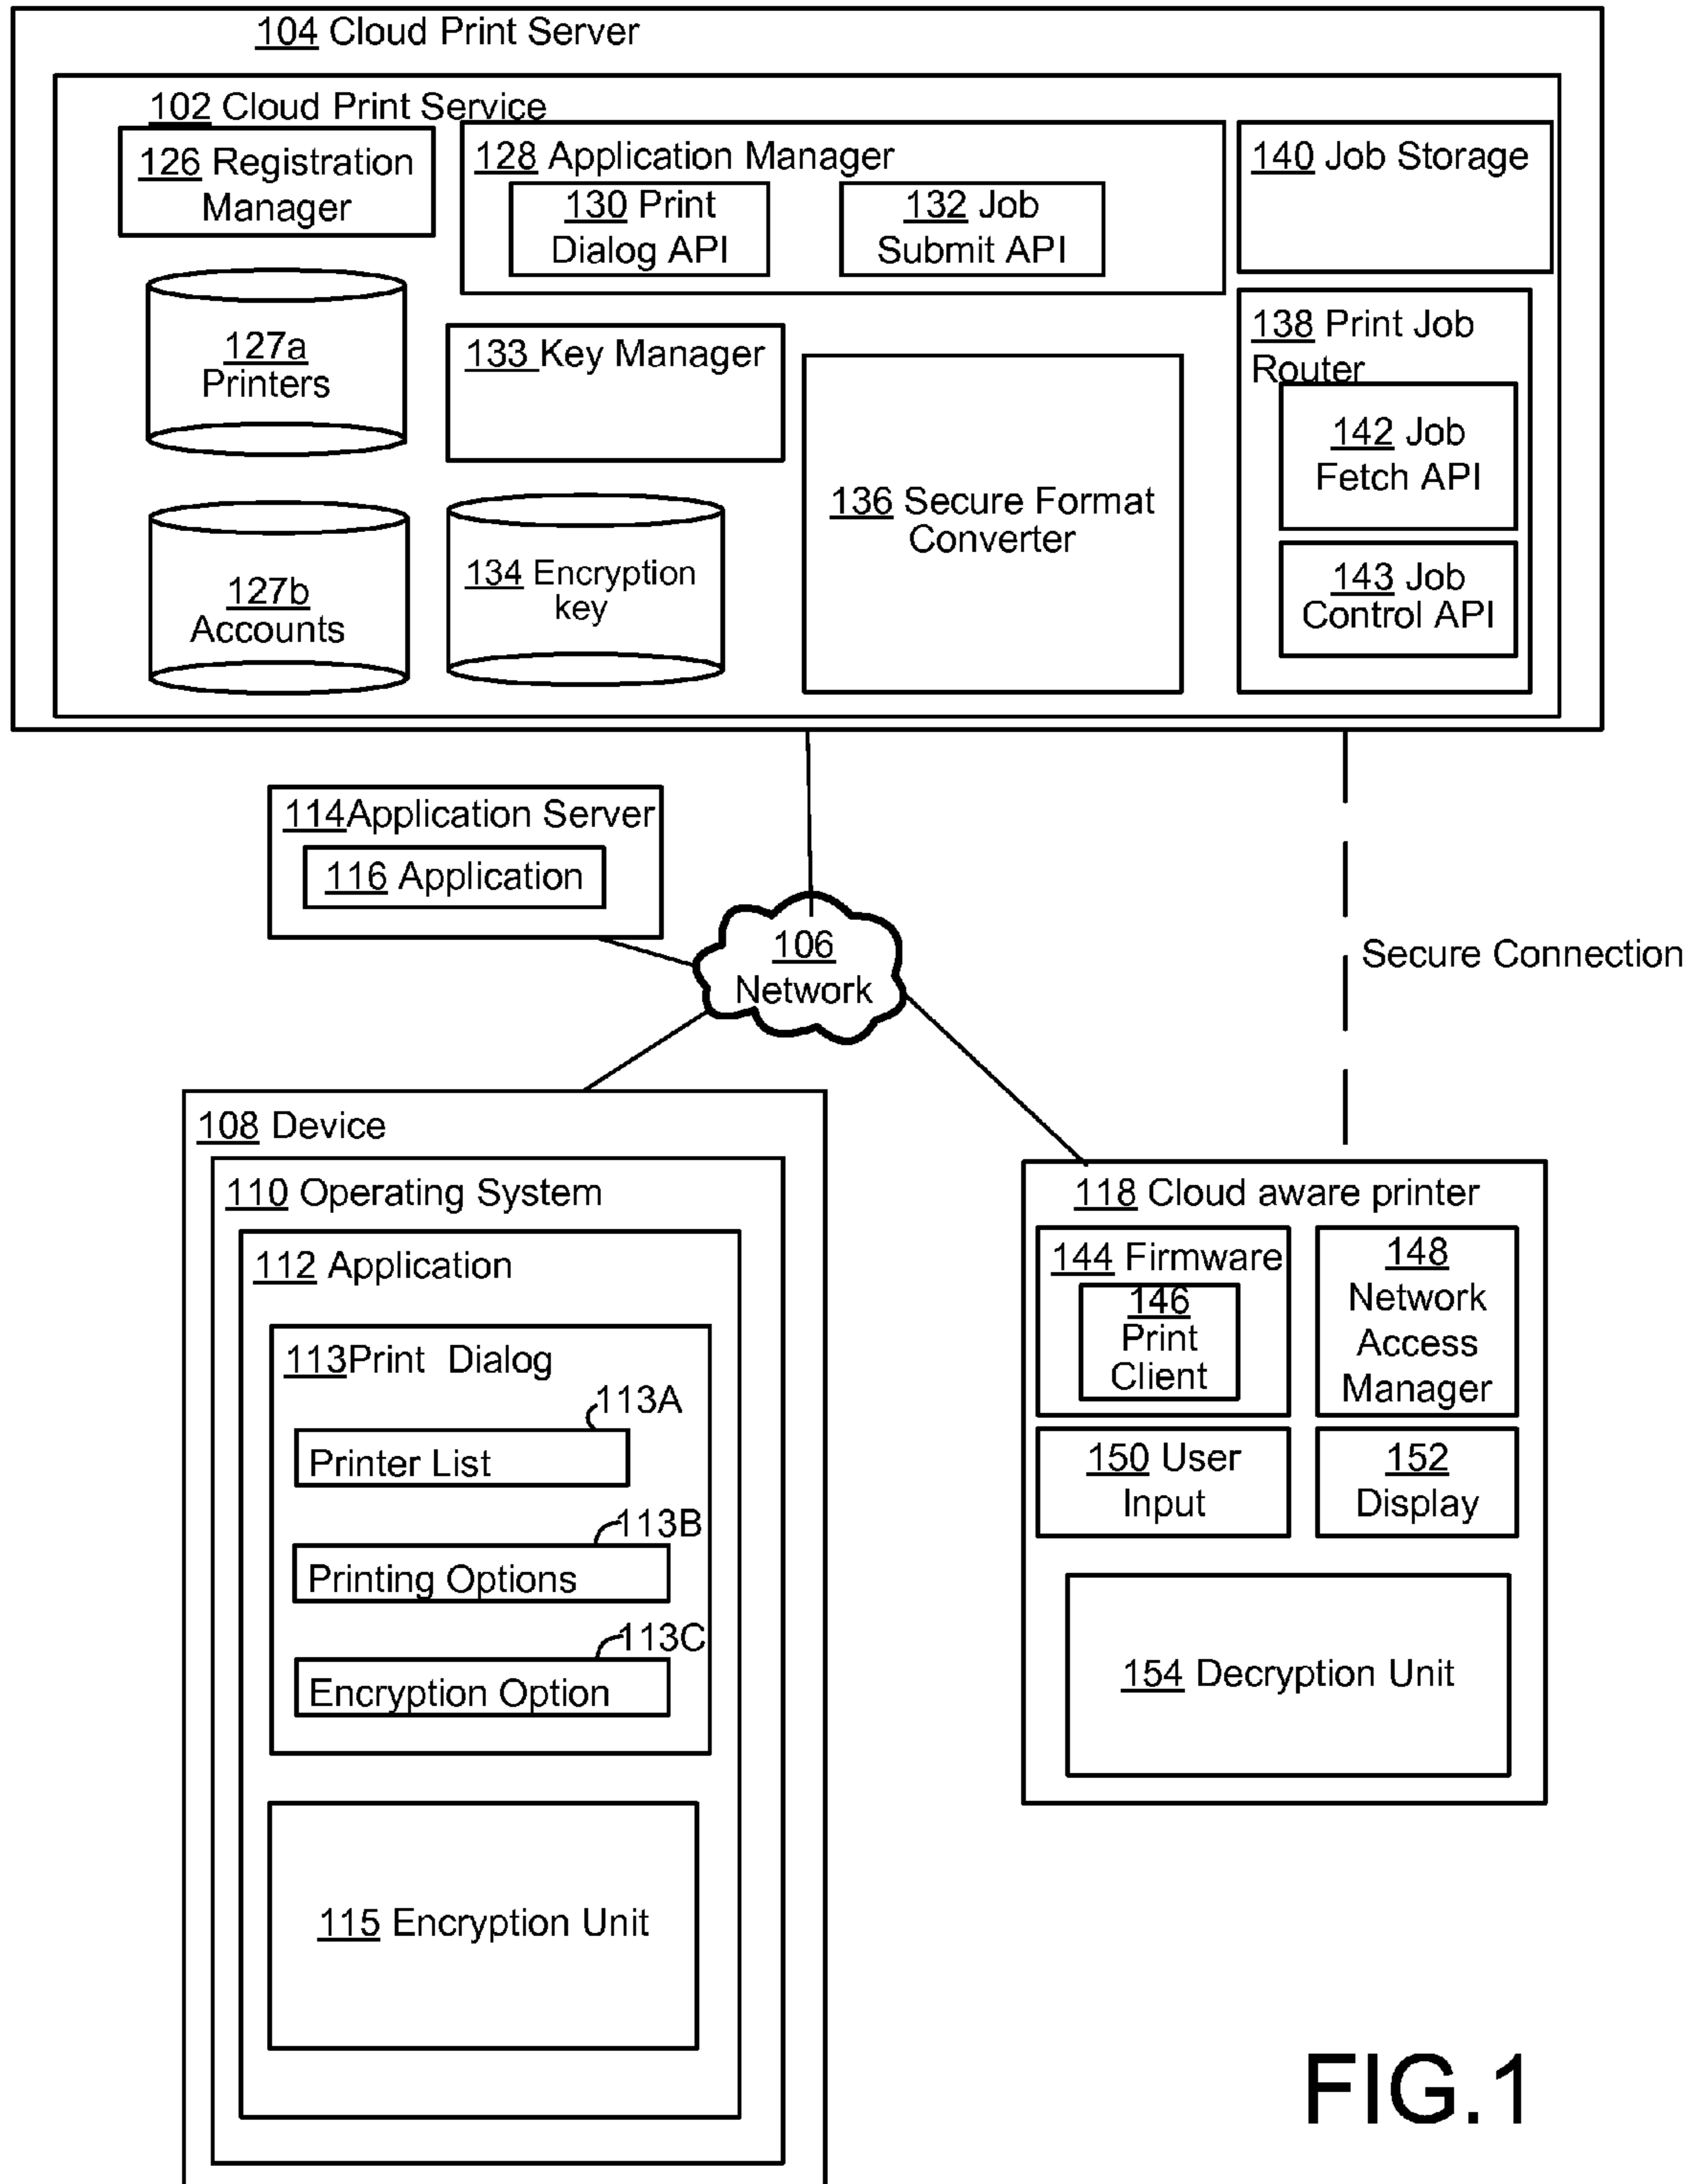 104 Cloud Print Server
102 Cloud Print Service
126 Registration
Manager
128 Application Manager
130 Print
Dialog API
132 Job
Submit API
140 Job Storage
127a
Printers
133 Key Manager
138 Print Job
Router
142 Job
Fetch API
136 Secure Format
Converter
127b
Accounts
134 Encryption
key
143 Job
Control API
114Application Server
116 Application
106
Network
Secure Connection
108 Device
110 Operating System
112 Application
113Print Dialog
113A
Printer List
113B
Printing Options
113C
Encryption Option
115 Encryption Unit
118 Cloud aware printer
144 Firmware
146
Print
Client
148
Network
Access
Manager
150 User
Input
152
Display
154 Decryption Unit
FIG.1